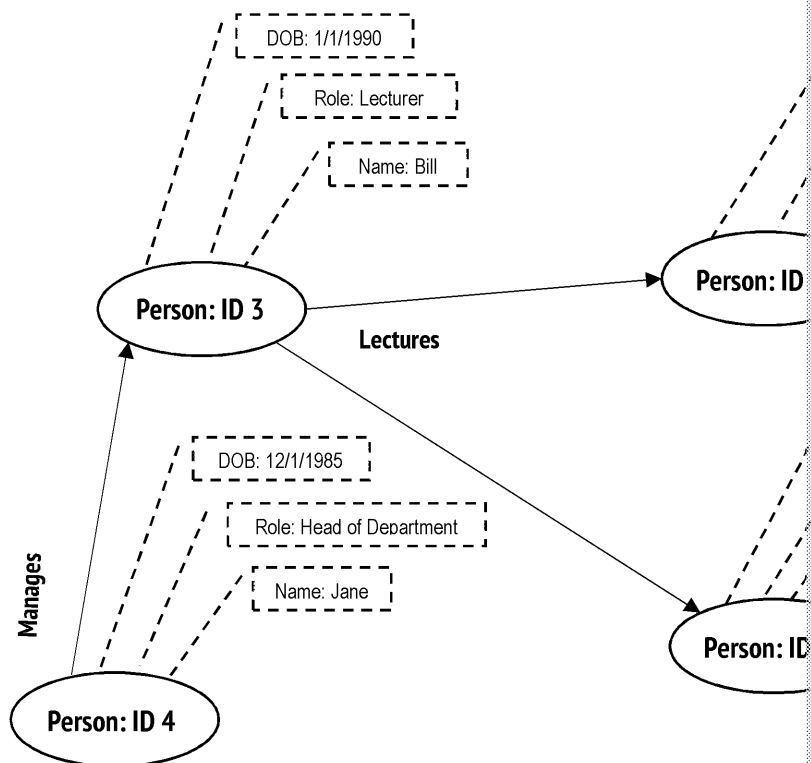 DOB: 1/1/1990
Role: Lecturer
Name: Bill
Person: ID 3
Person: ID
Lectures
DOB: 12/1/1985
Role: Head of Department
Manages
Name: Jane
Person: ID
Person: ID 4